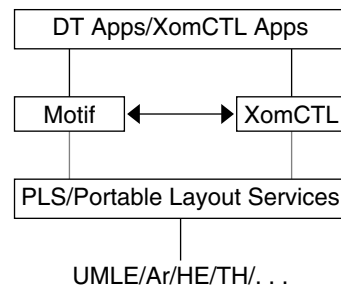 DT Apps/XomCTL Apps
Motif
XomCTL
PLS/Portable Layout Services
UMLE/Ar/HE/TH/. . .